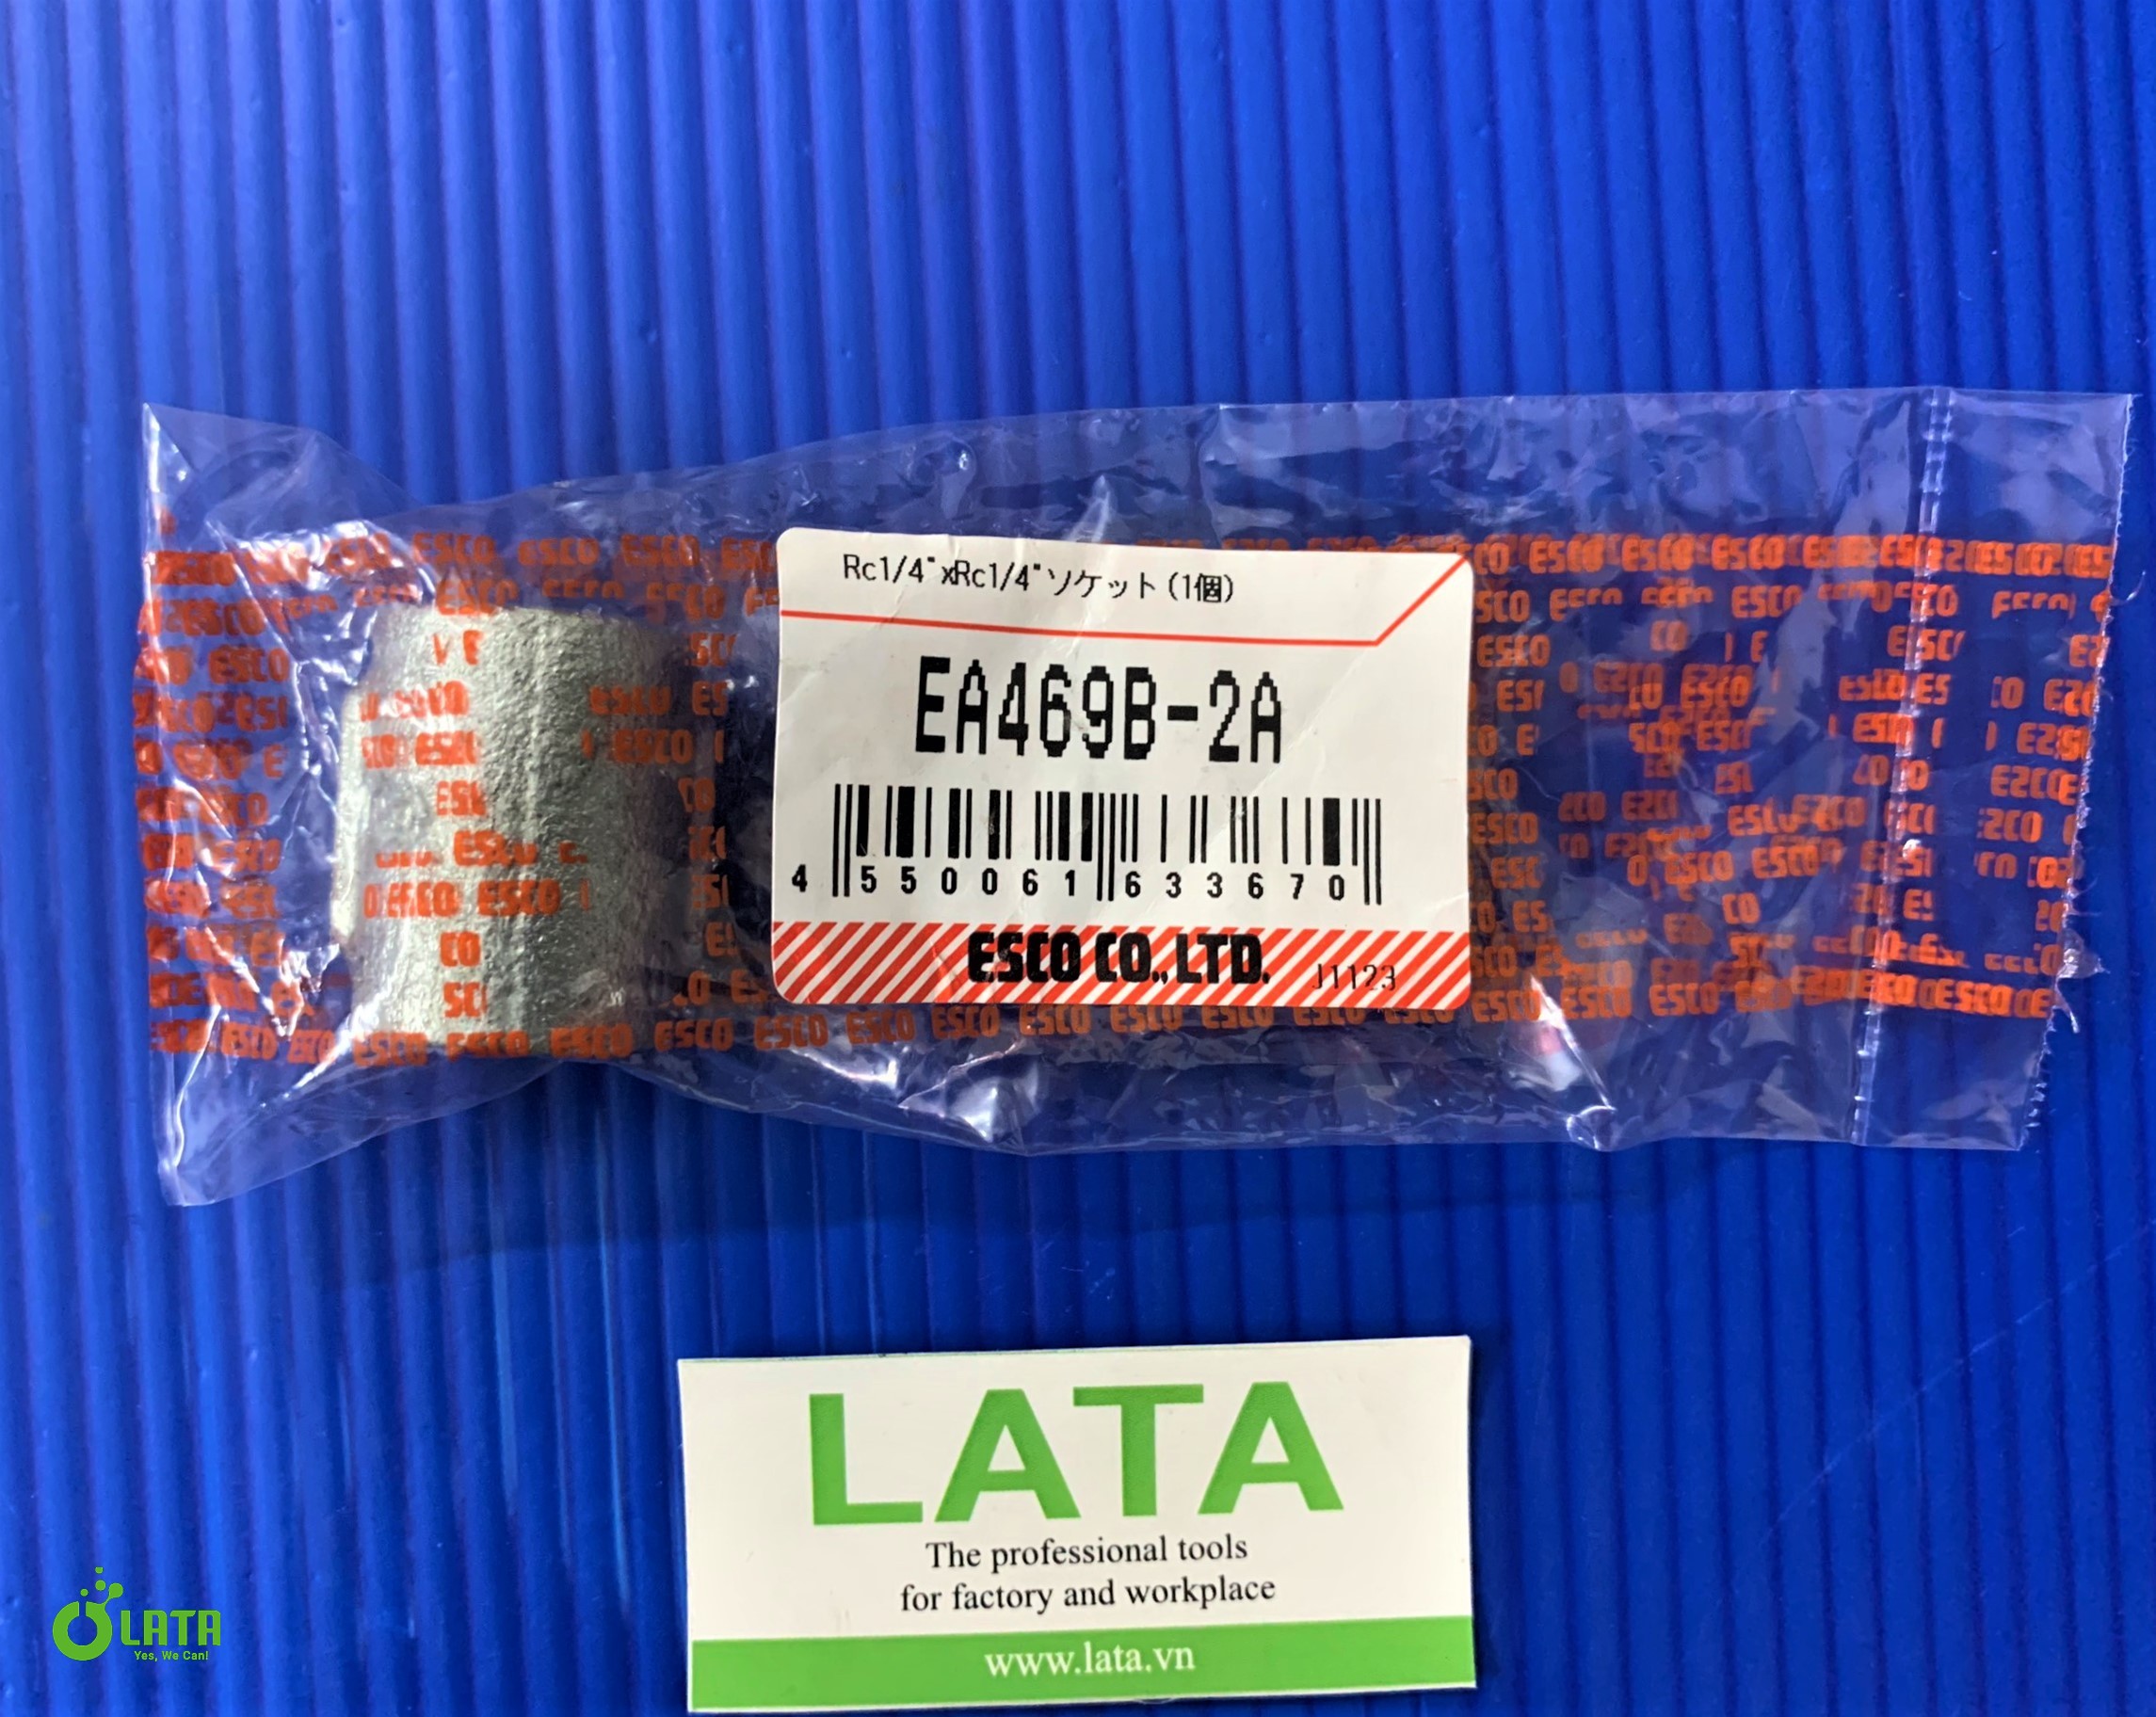 Rc1/4"xRc1/4"ソケット(1個)
EA469B-2A
4 550061 633670
ESCO CO., LTD. J1123
LATA
The professional tools
for factory and workplace
www.lata.vn
LATA
Yes, We Can!